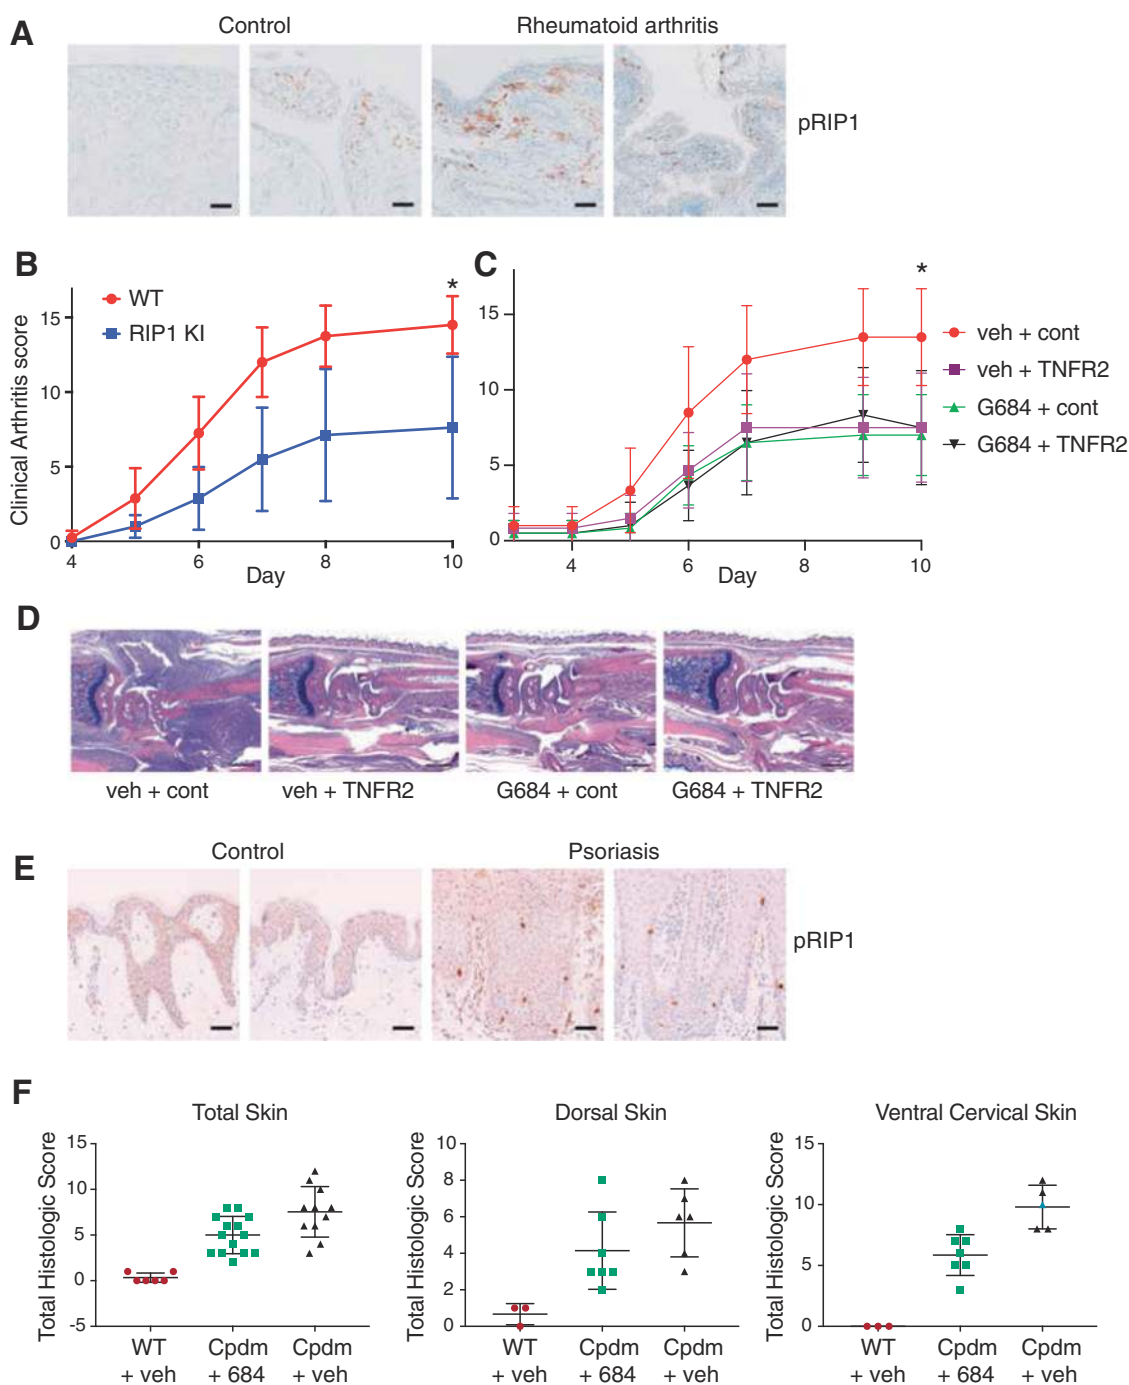 A
Control
Rheumatoid arthritis
pRIP1
B
WT
RIP1 KI
*
Clinical Arthritis score
15
10
5
0
4
6
8
10
Day
C
*
15
10
5
0
4
6
8
10
Day
veh + cont
veh + TNFR2
G684 + cont
G684 + TNFR2
D
veh + cont
veh + TNFR2
G684 + cont
G684 + TNFR2
E
Control
Psoriasis
pRIP1
F
Total Skin
Total Histologic Score
15
10
5
0
-5
WT
+ veh
Cpdm
+ 684
Cpdm
+ veh
Dorsal Skin
Total Histologic Score
10
8
6
4
2
0
WT
+ veh
Cpdm
+ 684
Cpdm
+ veh
Ventral Cervical Skin
Total Histologic Score
15
10
5
0
WT
+ veh
Cpdm
+ 684
Cpdm
+ veh